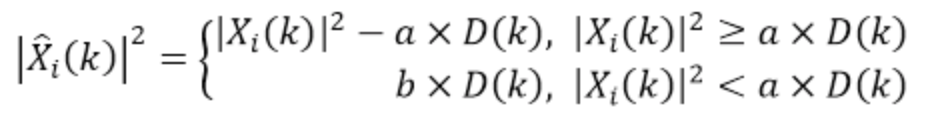 |X̂ᵢ(k)|² = {|Xᵢ(k)|² − a × D(k), |Xᵢ(k)|² ≥ a × D(k)
b × D(k), |Xᵢ(k)|² < a × D(k)